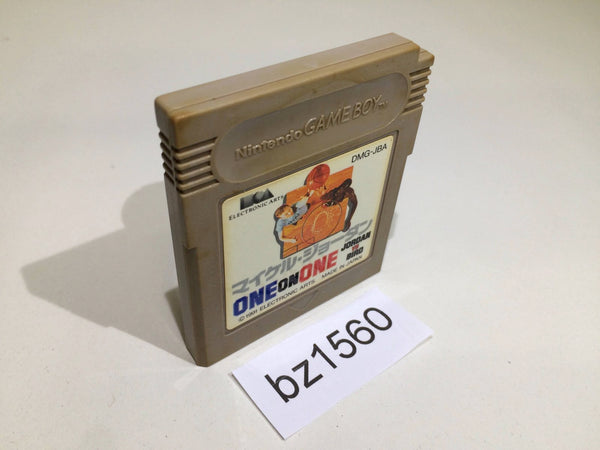 Nintendo GAME BOY TM
DMG-JBA
ELECTRONIC ARTS
マイケル・ジョーダン
ONE ON ONE
JORDAN
VS
BIRD
© 1991 ELECTRONIC ARTS MADE IN JAPAN
bz1560